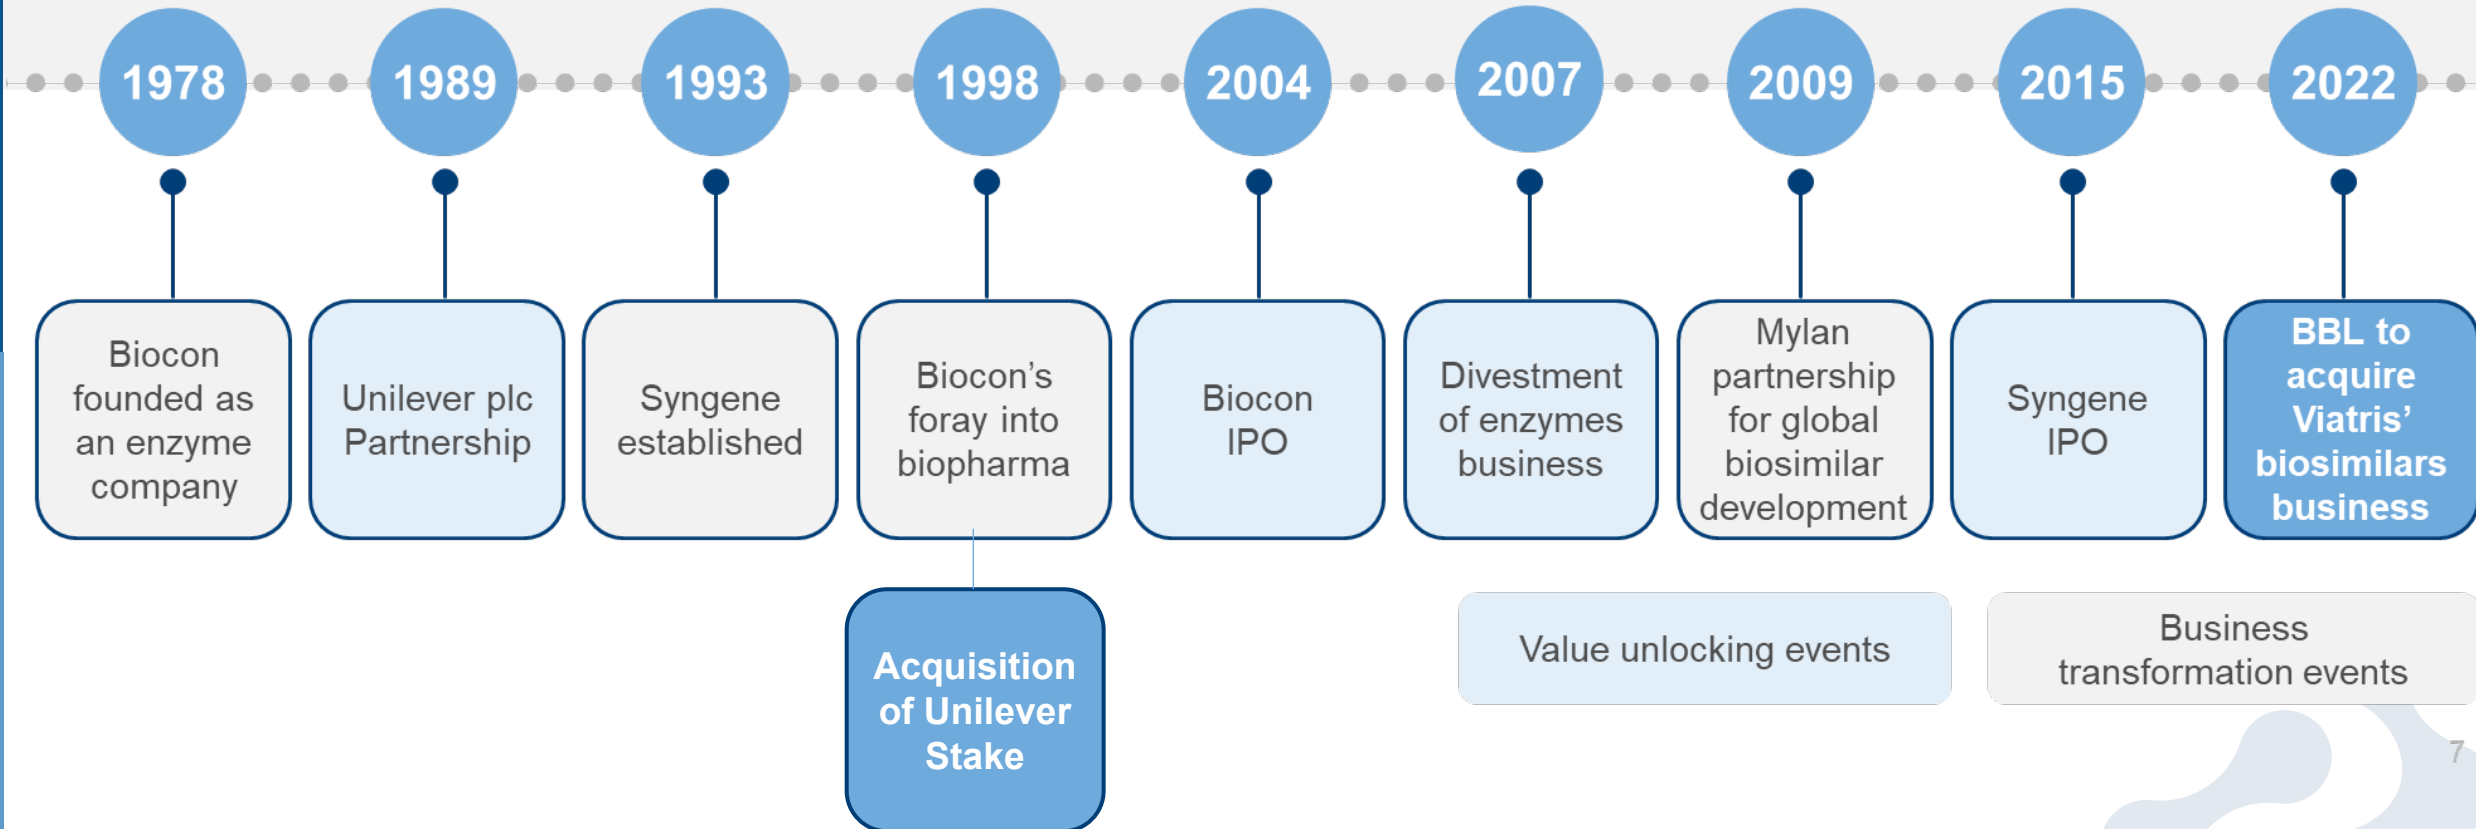 1978
1989
1993
1998
2004
2007
2009
2015
2022
Biocon
founded as
an enzyme
company
Unilever plc
Partnership
Syngene
established
Biocon’s
foray into
biopharma
Biocon
IPO
Divestment
of enzymes
business
Mylan
partnership
for global
biosimilar
development
Syngene
IPO
BBL to
acquire
Viatris’
biosimilars
business
Acquisition
of Unilever
Stake
Value unlocking events
Business
transformation events
7